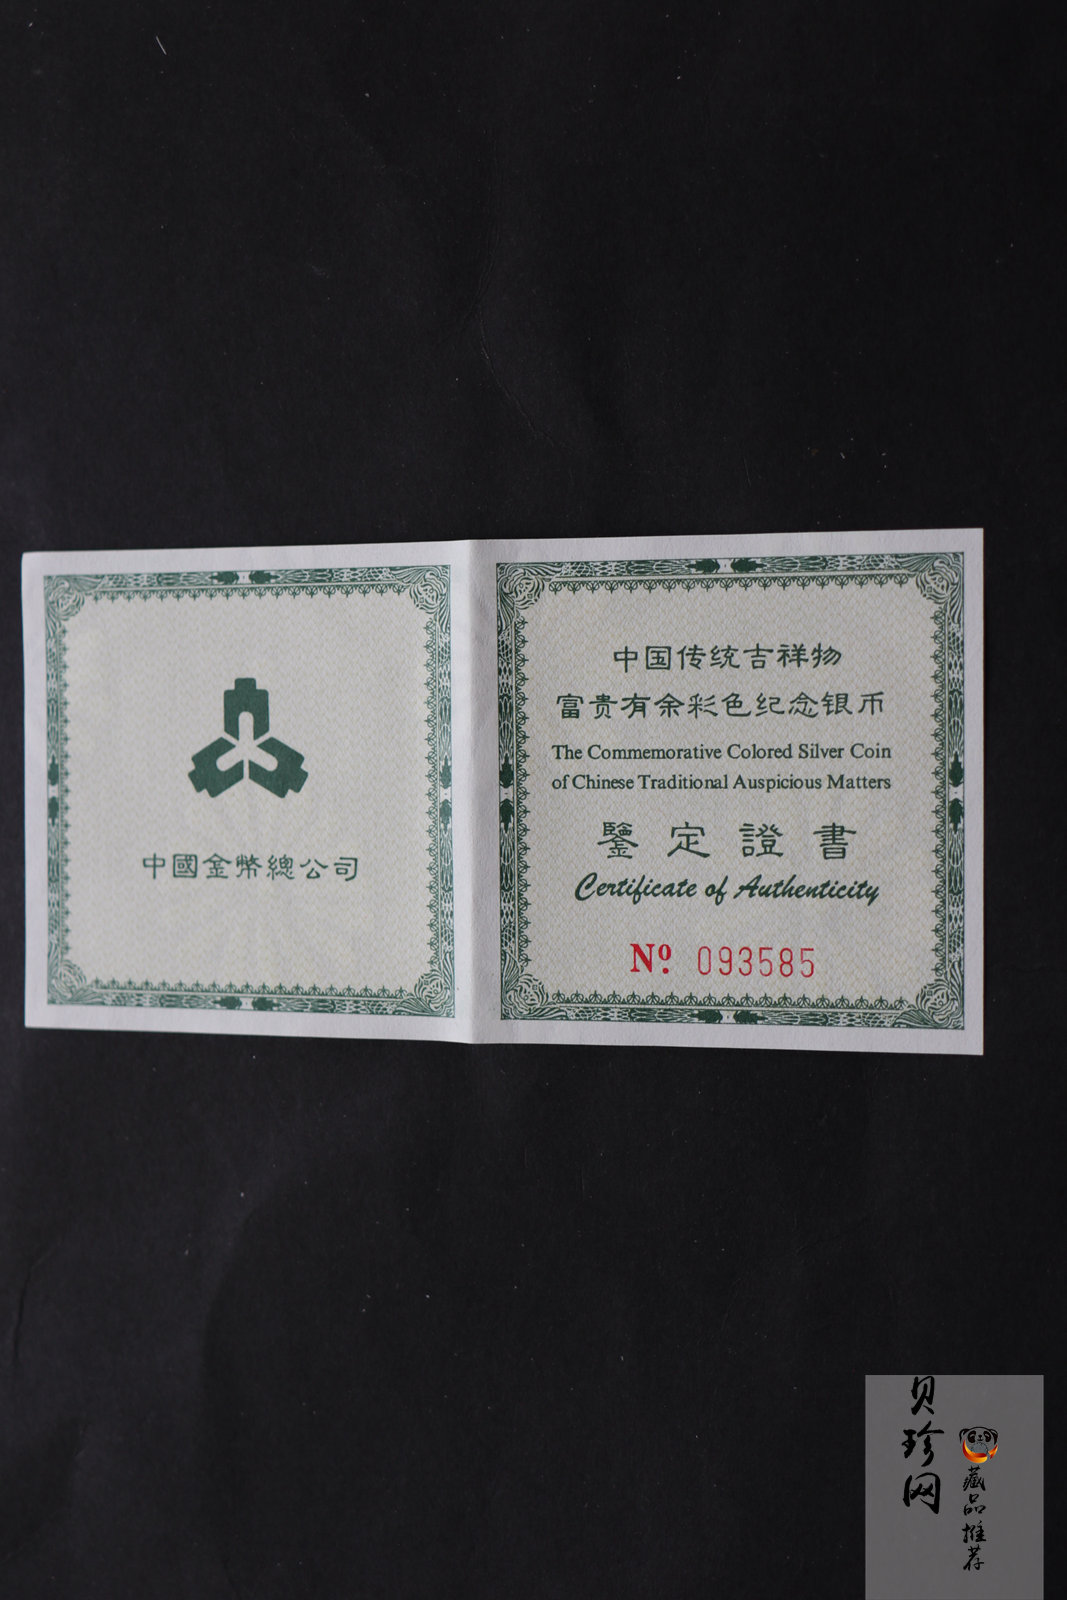 中國金幣總公司
中国传统吉祥物
富贵有余彩色纪念银币
The Commemorative Colored Silver Coin
of Chinese Traditional Auspicious Matters
鑒定證書
Certificate of Authenticity
Nº. 093585
贝珍网
藏品推荐